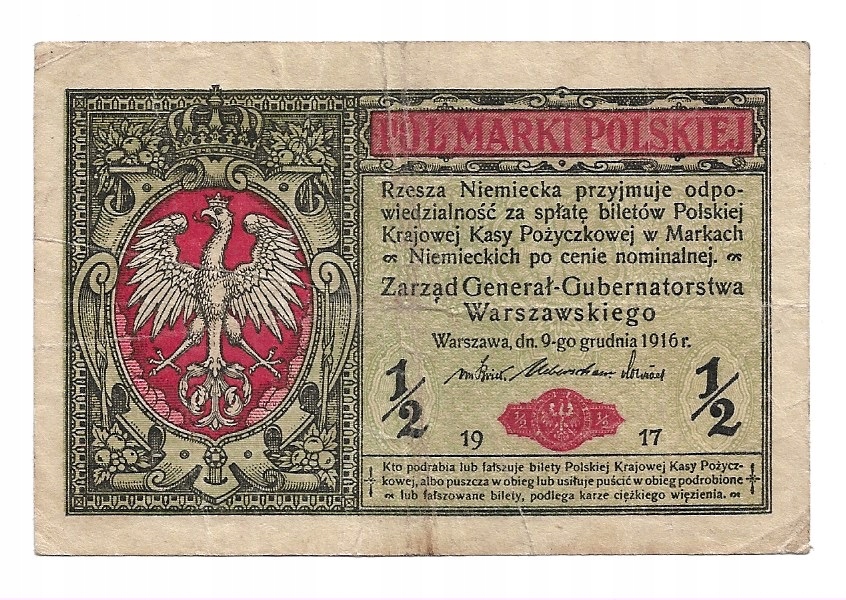 PÓŁ MARKI POLSKIEJ
Rzesza Niemiecka przyjmuje odpo-
wiedzialność za spłatę biletów Polskiej
Krajowej Kasy Pożyczkowej w Markach
Niemieckich po cenie nominalnej.
Zarząd Generał-Gubernatorstwa
Warszawskiego
Warszawa, dn. 9-go grudnia 1916 r.
1/2 1/2
19 17
Kto podrabia lub fałszuje bilety Polskiej Krajowej Kasy Pożycz-
kowej, albo puszcza w obieg lub usiłuje puścić w obieg podrobione
lub fałszowane bilety, podlega karze ciężkiego więzienia.